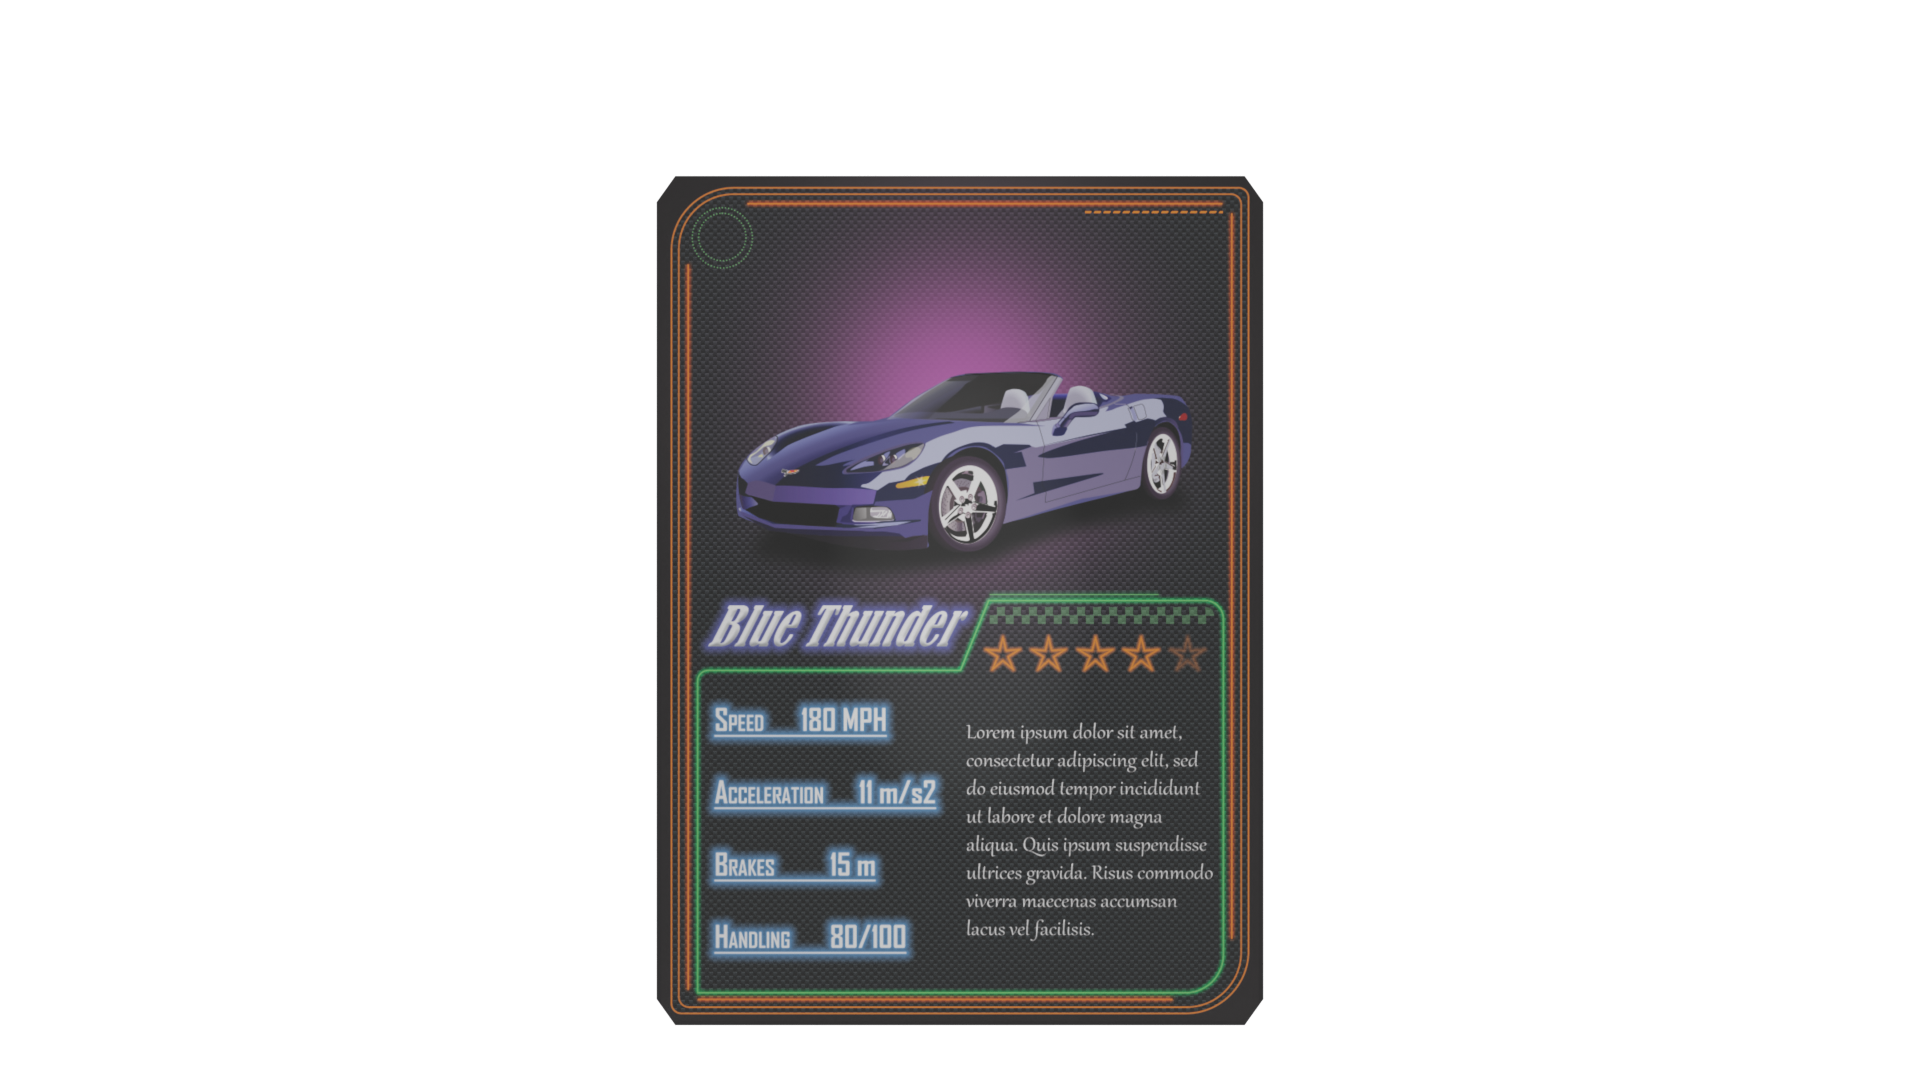 Blue Thunder
Speed 180 MPH
Acceleration 11 m/s2
Brakes 15 m
Handling 80/100
Lorem ipsum dolor sit amet,
consectetur adipiscing elit, sed
do eiusmod tempor incididunt
ut labore et dolore magna
aliqua. Quis ipsum suspendisse
ultrices gravida. Risus commodo
viverra maecenas accumsan
lacus vel facilisis.